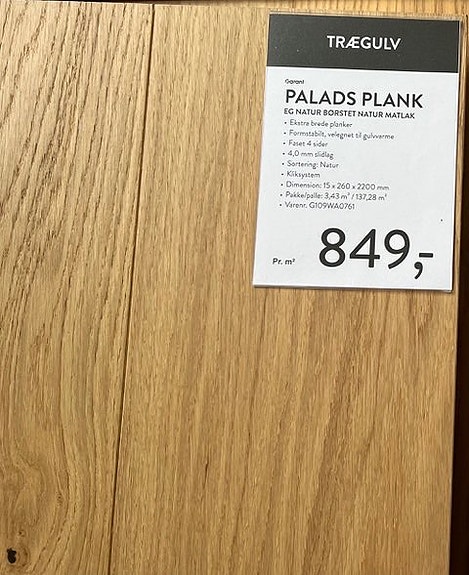 TRÆGULV
Garant
PALADS PLANK
EG NATUR BØRSTET NATUR MATLAK
• Ekstra brede planker
• Formstabilt, velegnet til gulvvarme
• Faset 4 sider
• 4,0 mm slidlag
• Sortering: Natur
• Kliksystem
• Dimension: 15 x 260 x 2200 mm
• Pakke/palle: 3,43 m² / 137,28 m²
• Varenr. G109WA0761
Pr. m² 849,-